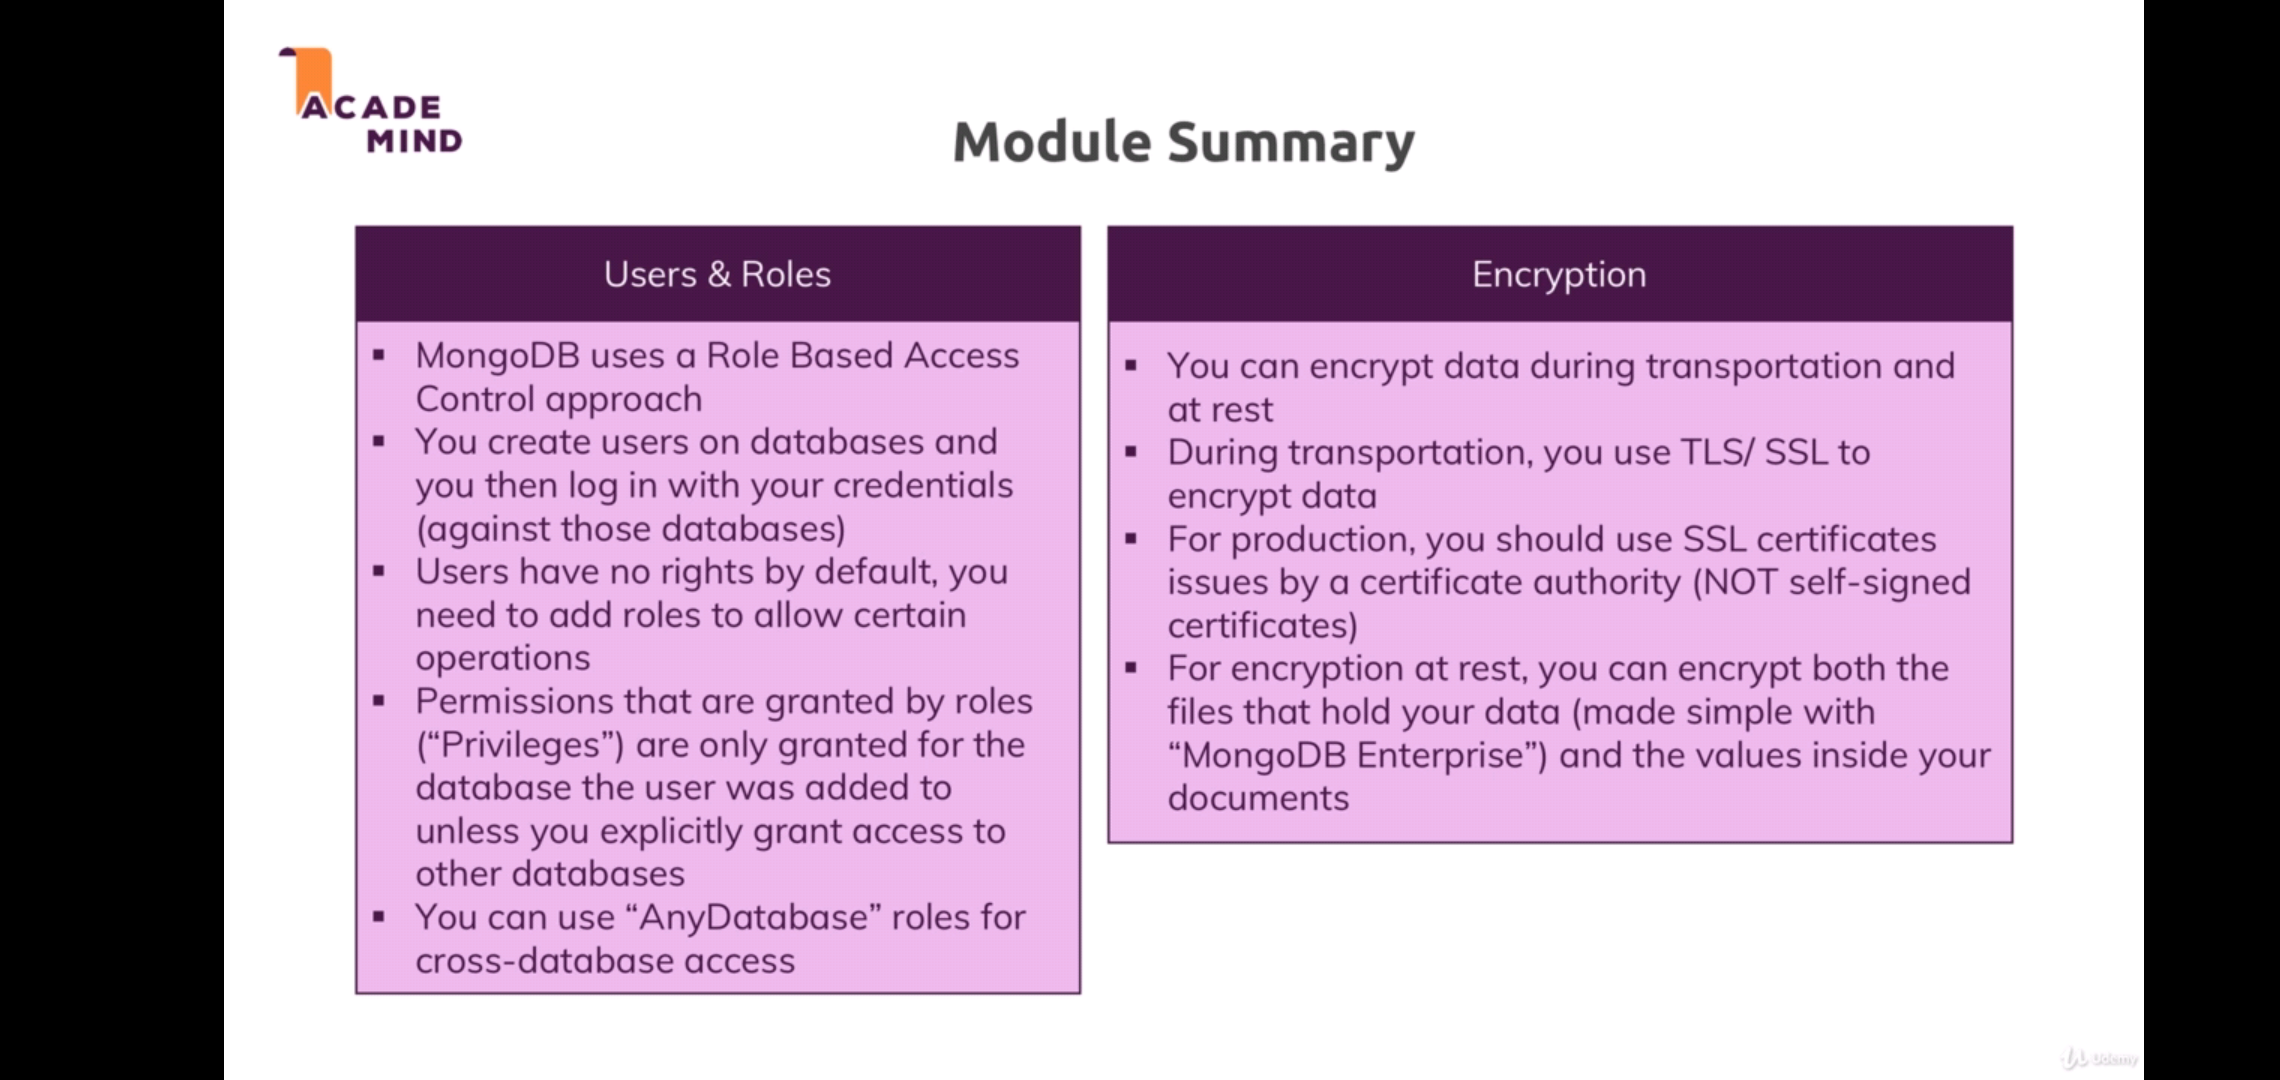 ACADE
MIND
Module Summary
Users & Roles
▪ MongoDB uses a Role Based Access
Control approach
▪ You create users on databases and
you then log in with your credentials
(against those databases)
▪ Users have no rights by default, you
need to add roles to allow certain
operations
▪ Permissions that are granted by roles
(“Privileges”) are only granted for the
database the user was added to
unless you explicitly grant access to
other databases
▪ You can use “AnyDatabase” roles for
cross-database access
Encryption
▪ You can encrypt data during transportation and
at rest
▪ During transportation, you use TLS/ SSL to
encrypt data
▪ For production, you should use SSL certificates
issues by a certificate authority (NOT self-signed
certificates)
▪ For encryption at rest, you can encrypt both the
files that hold your data (made simple with
“MongoDB Enterprise”) and the values inside your
documents
Udemy